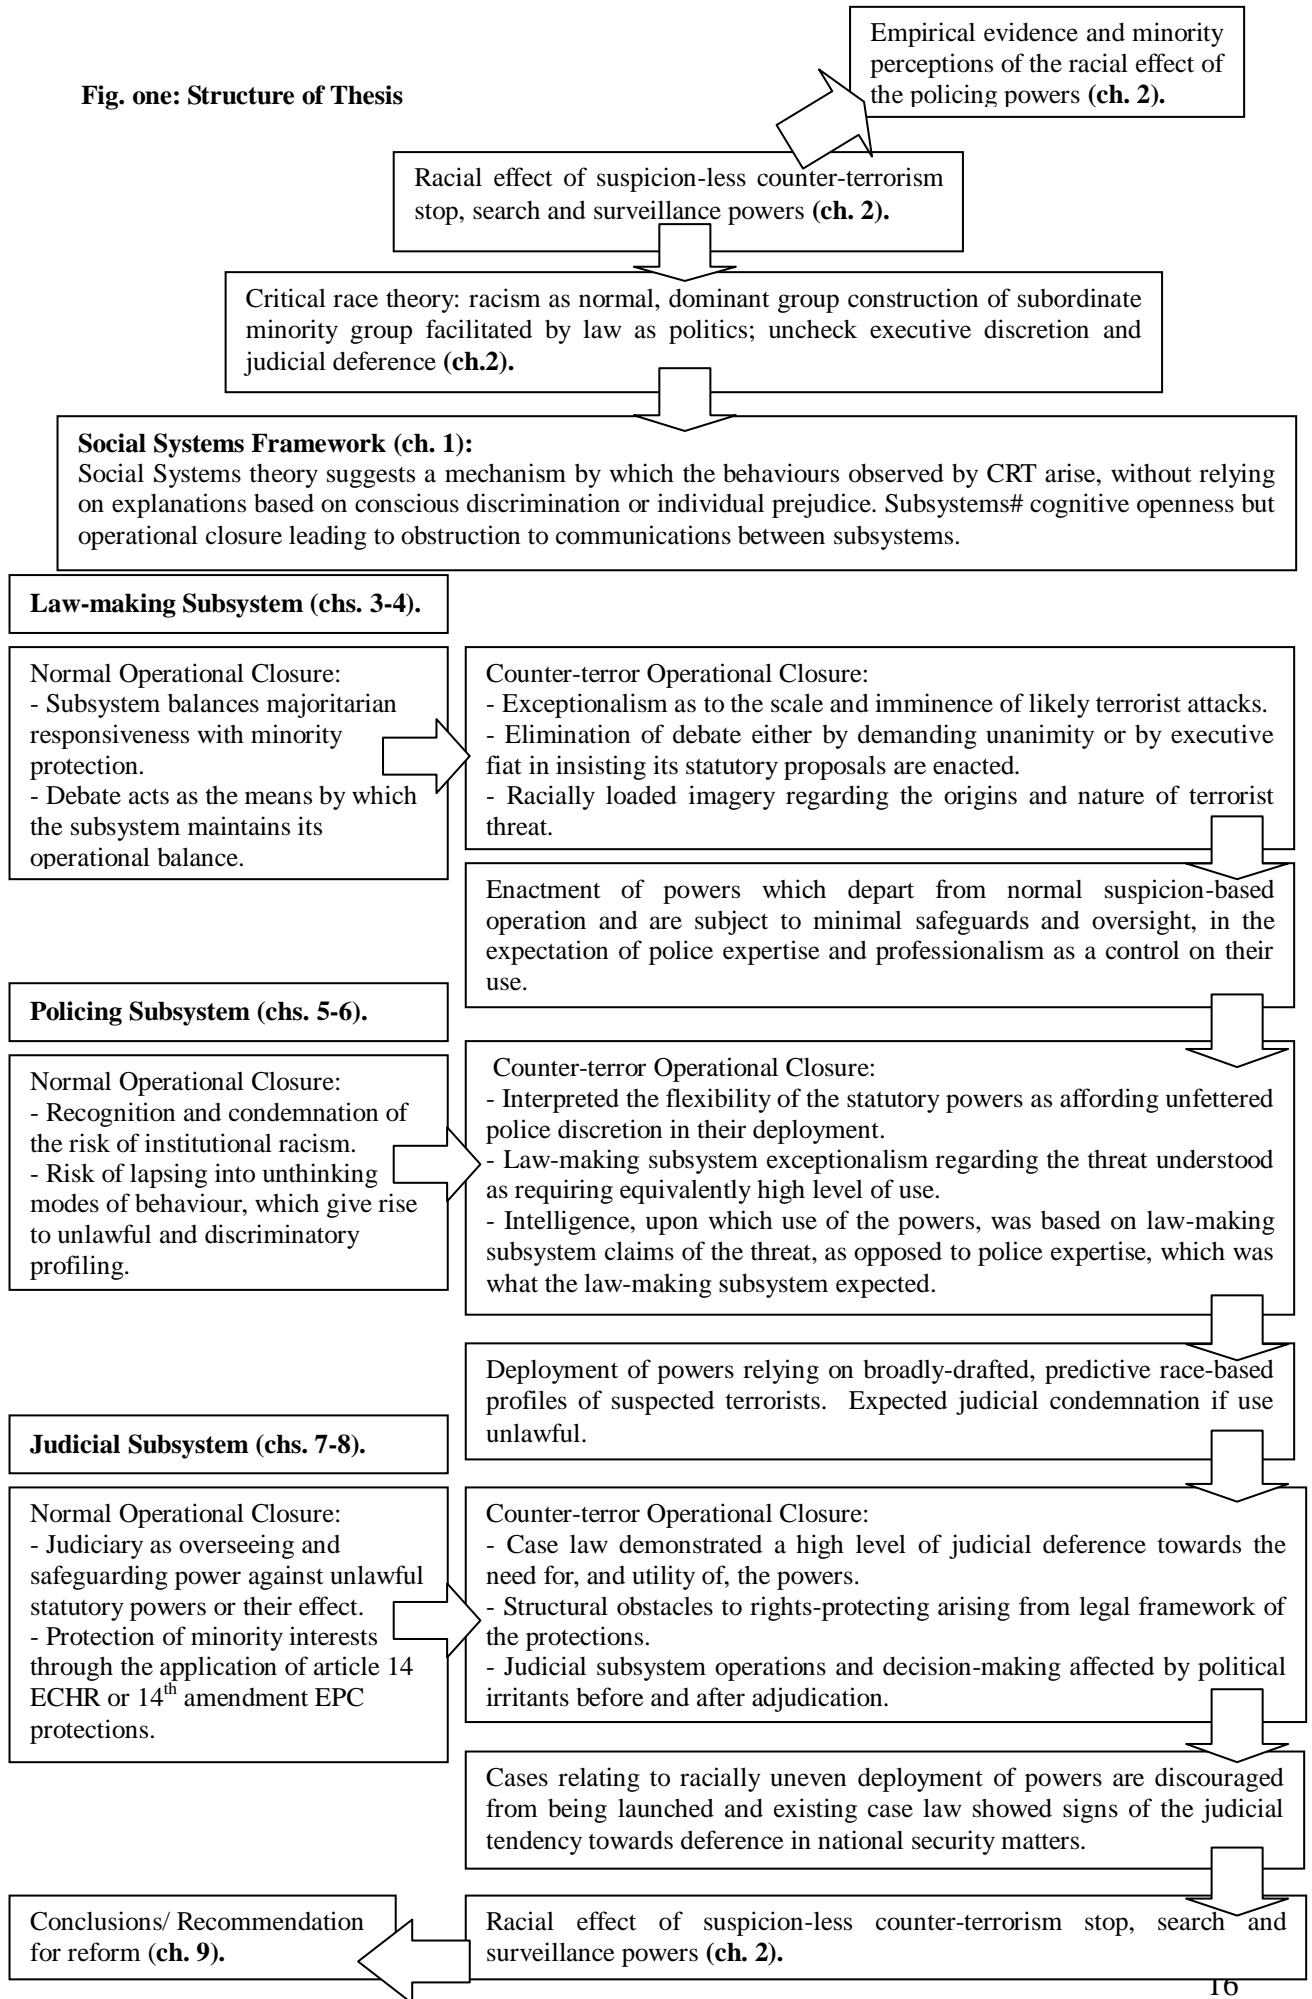 Empirical evidence and minority
perceptions of the racial effect of
the policing powers (ch. 2).
Fig. one: Structure of Thesis
Racial effect of suspicion-less counter-terrorism
stop, search and surveillance powers (ch. 2).
Critical race theory: racism as normal, dominant group construction of subordinate
minority group facilitated by law as politics; uncheck executive discretion and
judicial deference (ch.2).
Social Systems Framework (ch. 1):
Social Systems theory suggests a mechanism by which the behaviours observed by CRT arise, without relying
on explanations based on conscious discrimination or individual prejudice. Subsystems# cognitive openness but
operational closure leading to obstruction to communications between subsystems.
Law-making Subsystem (chs. 3-4).
Normal Operational Closure:
- Subsystem balances majoritarian
responsiveness with minority
protection.
- Debate acts as the means by which
the subsystem maintains its
operational balance.
Counter-terror Operational Closure:
- Exceptionalism as to the scale and imminence of likely terrorist attacks.
- Elimination of debate either by demanding unanimity or by executive
fiat in insisting its statutory proposals are enacted.
- Racially loaded imagery regarding the origins and nature of terrorist
threat.
Enactment of powers which depart from normal suspicion-based
operation and are subject to minimal safeguards and oversight, in the
expectation of police expertise and professionalism as a control on their
use.
Policing Subsystem (chs. 5-6).
Normal Operational Closure:
- Recognition and condemnation of
the risk of institutional racism.
- Risk of lapsing into unthinking
modes of behaviour, which give rise
to unlawful and discriminatory
profiling.
Counter-terror Operational Closure:
- Interpreted the flexibility of the statutory powers as affording unfettered
police discretion in their deployment.
- Law-making subsystem exceptionalism regarding the threat understood
as requiring equivalently high level of use.
- Intelligence, upon which use of the powers, was based on law-making
subsystem claims of the threat, as opposed to police expertise, which was
what the law-making subsystem expected.
Deployment of powers relying on broadly-drafted, predictive race-based
profiles of suspected terrorists. Expected judicial condemnation if use
unlawful.
Judicial Subsystem (chs. 7-8).
Normal Operational Closure:
- Judiciary as overseeing and
safeguarding power against unlawful
statutory powers or their effect.
- Protection of minority interests
through the application of article 14
ECHR or 14th amendment EPC
protections.
Counter-terror Operational Closure:
- Case law demonstrated a high level of judicial deference towards the
need for, and utility of, the powers.
- Structural obstacles to rights-protecting arising from legal framework of
the protections.
- Judicial subsystem operations and decision-making affected by political
irritants before and after adjudication.
Cases relating to racially uneven deployment of powers are discouraged
from being launched and existing case law showed signs of the judicial
tendency towards deference in national security matters.
Conclusions/ Recommendation
for reform (ch. 9).
Racial effect of suspicion-less counter-terrorism stop, search and
surveillance powers (ch. 2).
16